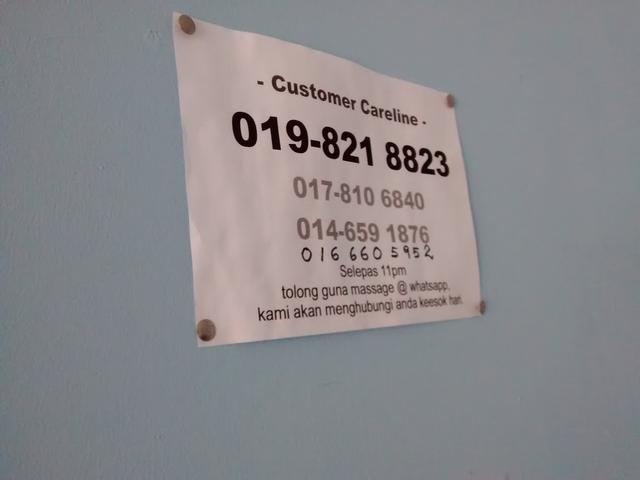 - Customer Careline -
019-821 8823
017-810 6840
014-659 1876
016 660 5952
Selepas 11pm
tolong guna massage @ whatsapp,
kami akan menghubungi anda keesok hari.